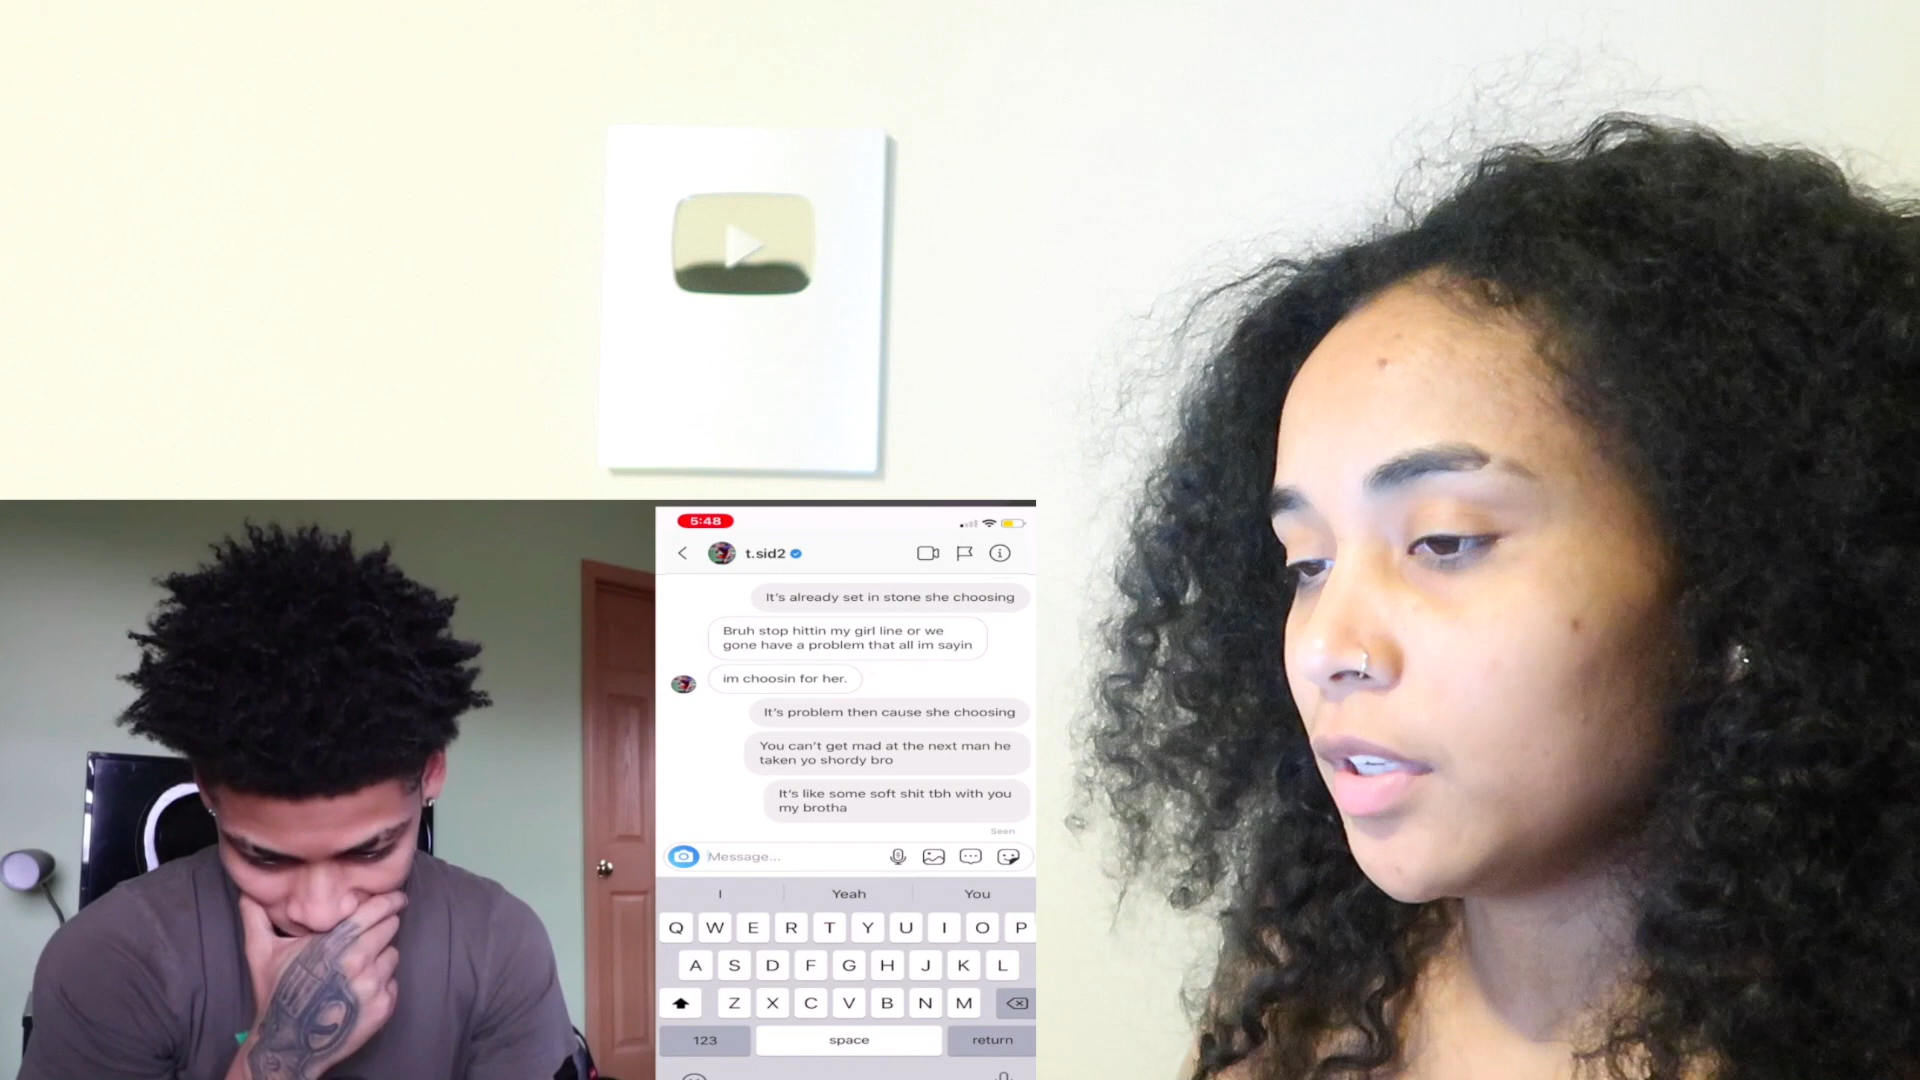 5:48
t.sid2
It's already set in stone she choosing
Bruh stop hittin my girl line or we
gone have a problem that all im sayin
im choosin for her.
It's problem then cause she choosing
You can't get mad at the next man he
taken yo shordy bro
It's like some soft shit tbh with you
my brotha
Seen
Message...
I Yeah You
Q W E R T Y U I O P
A S D F G H J K L
Z X C V B N M
123 space return